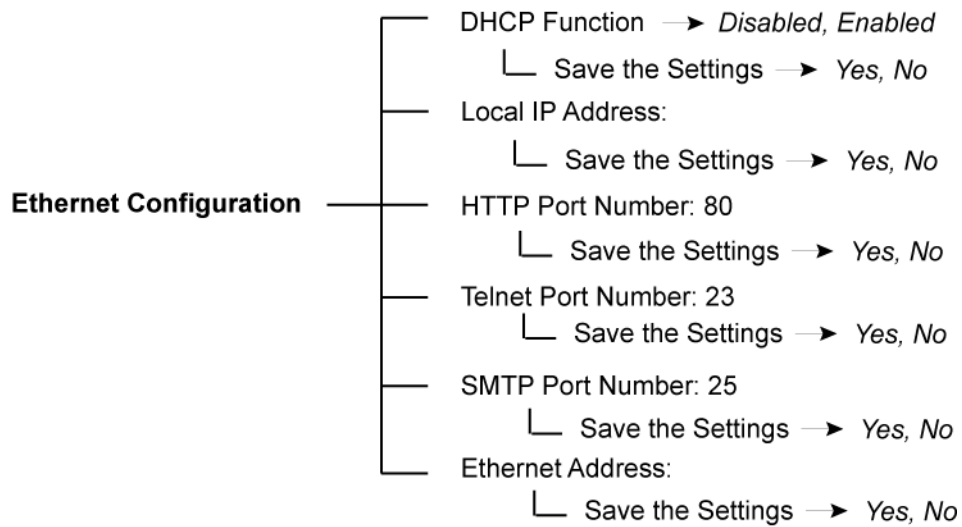 DHCP Function → Disabled, Enabled
Save the Settings → Yes, No
Local IP Address:
Save the Settings → Yes, No
Ethernet Configuration
HTTP Port Number: 80
Save the Settings → Yes, No
Telnet Port Number: 23
Save the Settings → Yes, No
SMTP Port Number: 25
Save the Settings → Yes, No
Ethernet Address:
Save the Settings → Yes, No